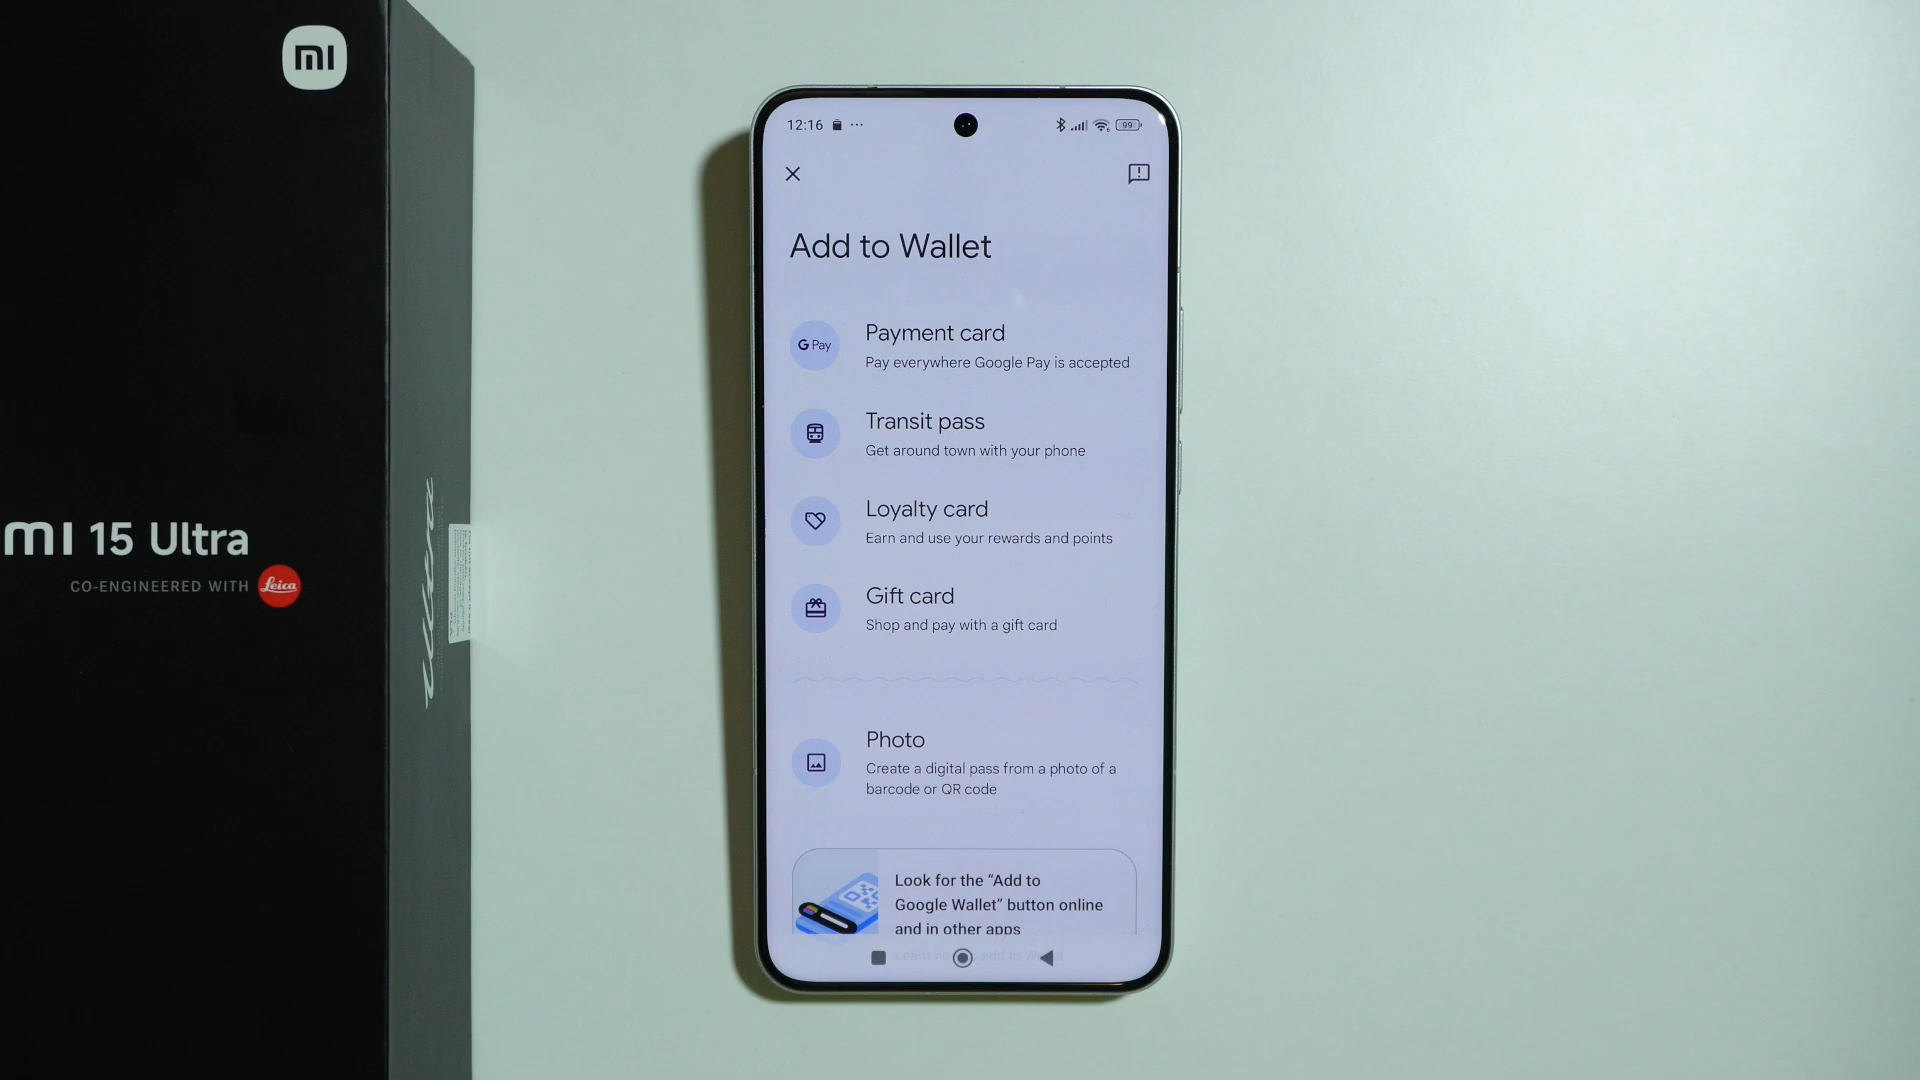 mi
mi 15 Ultra
CO-ENGINEERED WITH Leica
Ultra
12:16
99
Add to Wallet
G Pay
Payment card
Pay everywhere Google Pay is accepted
Transit pass
Get around town with your phone
Loyalty card
Earn and use your rewards and points
Gift card
Shop and pay with a gift card
Photo
Create a digital pass from a photo of a
barcode or QR code
Look for the “Add to
Google Wallet” button online
and in other apps